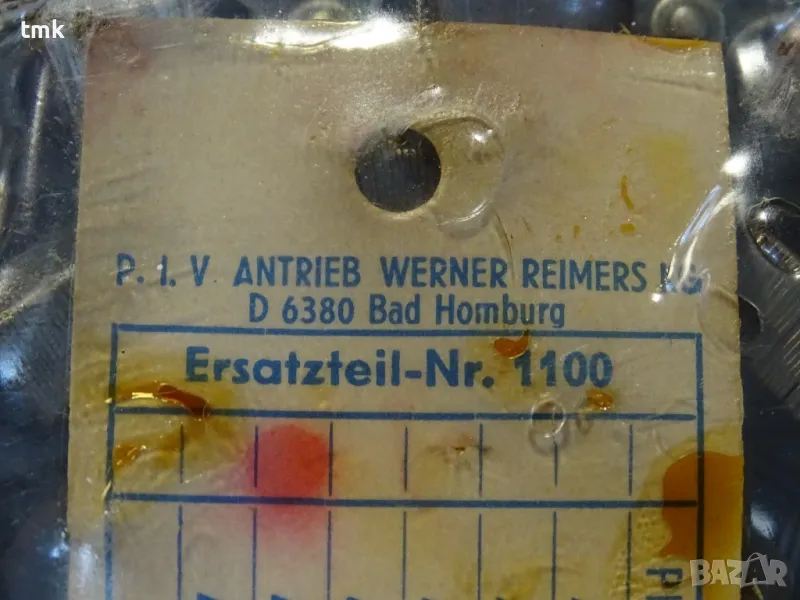 tmk
P. I. V ANTRIEB WERNER REIMERS KG
D 6380 Bad Homburg
Ersatzteil-Nr. 1100
BAZAR